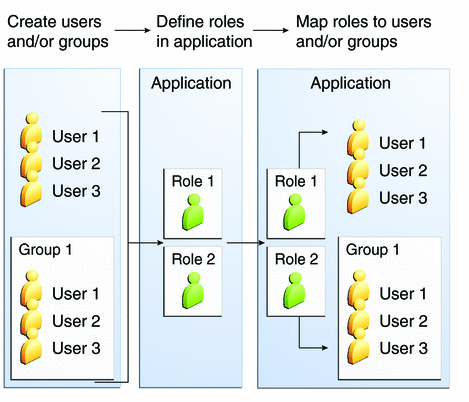 Create users
and/or groups
Define roles
in application
Map roles to users
and/or groups
User 1
User 2
User 3
Group 1
User 1
User 2
User 3
Application
Role 1
Role 2
Application
Role 1
Role 2
User 1
User 2
User 3
Group 1
User 1
User 2
User 3